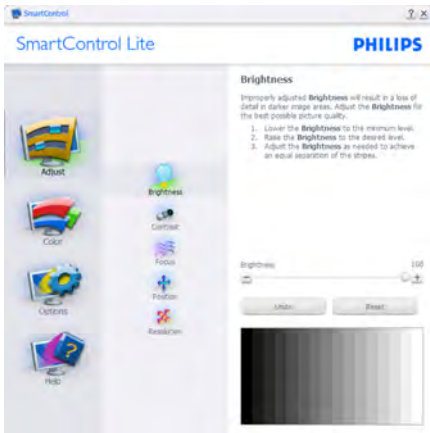 SmartControl
? ×
SmartControl Lite
PHILIPS
Adjust
Color
Options
Help
Brightness
Contrast
Focus
Position
Resolution
Brightness
Improperly adjusted Brightness will result in a loss of
detail in darker image areas. Adjust the Brightness for
the best possible picture quality.
1. Lower the Brightness to the minimum level.
2. Raise the Brightness to the desired level.
3. Adjust the Brightness as needed to achieve
an equal separation of the stripes.
Brightness 100
Undo Reset